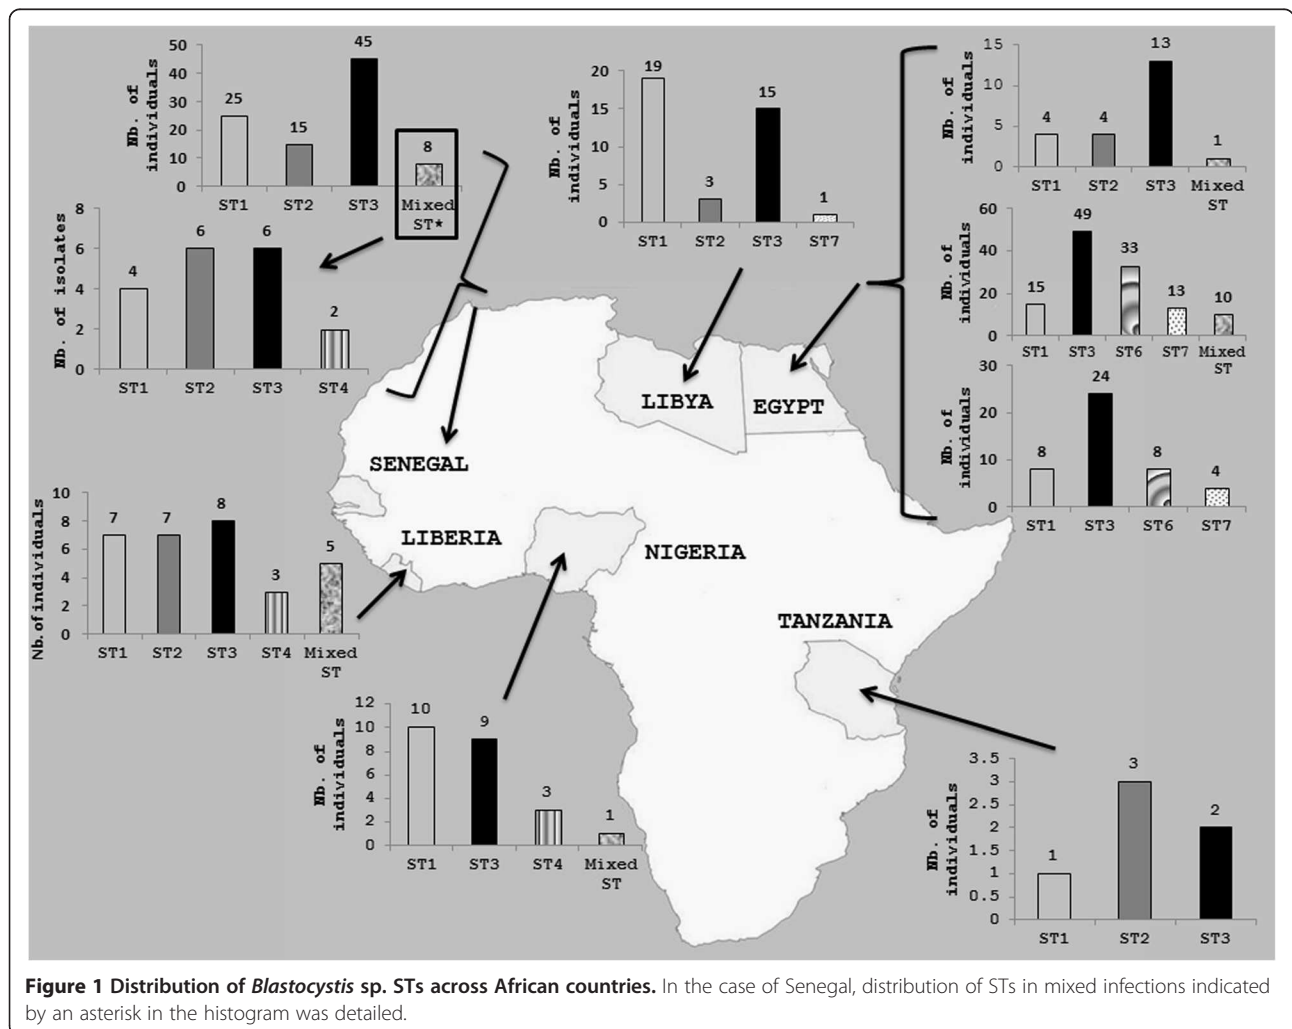 50
40
30
20
10
0
Nb. of
individuals
25
15
45
8
ST1
ST2
ST3
Mixed
ST*
8
6
4
2
0
Nb. of isolates
4
6
6
2
ST1
ST2
ST3
ST4
20
15
10
5
0
Nb. of
individuals
19
3
15
1
ST1
ST2
ST3
ST7
15
10
5
0
Nb. of
individuals
4
4
13
1
ST1
ST2
ST3
Mixed
ST
60
40
20
0
Nb. of
individuals
15
49
33
13
10
ST1
ST3
ST6
ST7
Mixed
ST
30
20
10
0
Nb. of
individuals
8
24
8
4
ST1
ST3
ST6
ST7
LIBYA
EGYPT
SENEGAL
LIBERIA
NIGERIA
TANZANIA
10
8
6
4
2
0
Nb. of individuals
7
7
8
3
5
ST1
ST2
ST3
ST4
Mixed
ST
12
10
8
6
4
2
0
Nb. of
individuals
10
9
3
1
ST1
ST3
ST4
Mixed
ST
3.5
3
2.5
2
1.5
1
0.5
0
Nb. of
individuals
1
3
2
ST1
ST2
ST3
Figure 1 Distribution of Blastocystis sp. STs across African countries. In the case of Senegal, distribution of STs in mixed infections indicated
by an asterisk in the histogram was detailed.